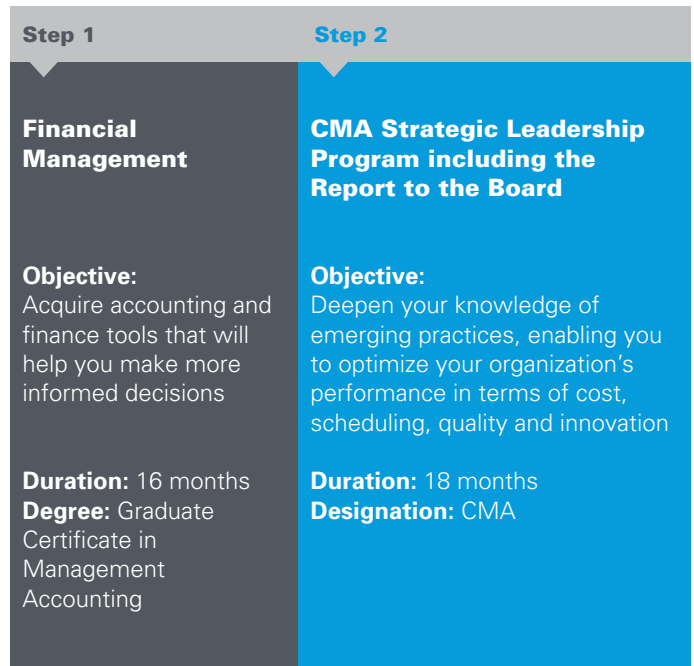 Step 1
Financial
Management
Objective:
Acquire accounting and
finance tools that will
help you make more
informed decisions
Duration: 16 months
Degree: Graduate
Certificate in
Management
Accounting
Step 2
CMA Strategic Leadership
Program including the
Report to the Board
Objective:
Deepen your knowledge of
emerging practices, enabling you
to optimize your organization’s
performance in terms of cost,
scheduling, quality and innovation
Duration: 18 months
Designation: CMA